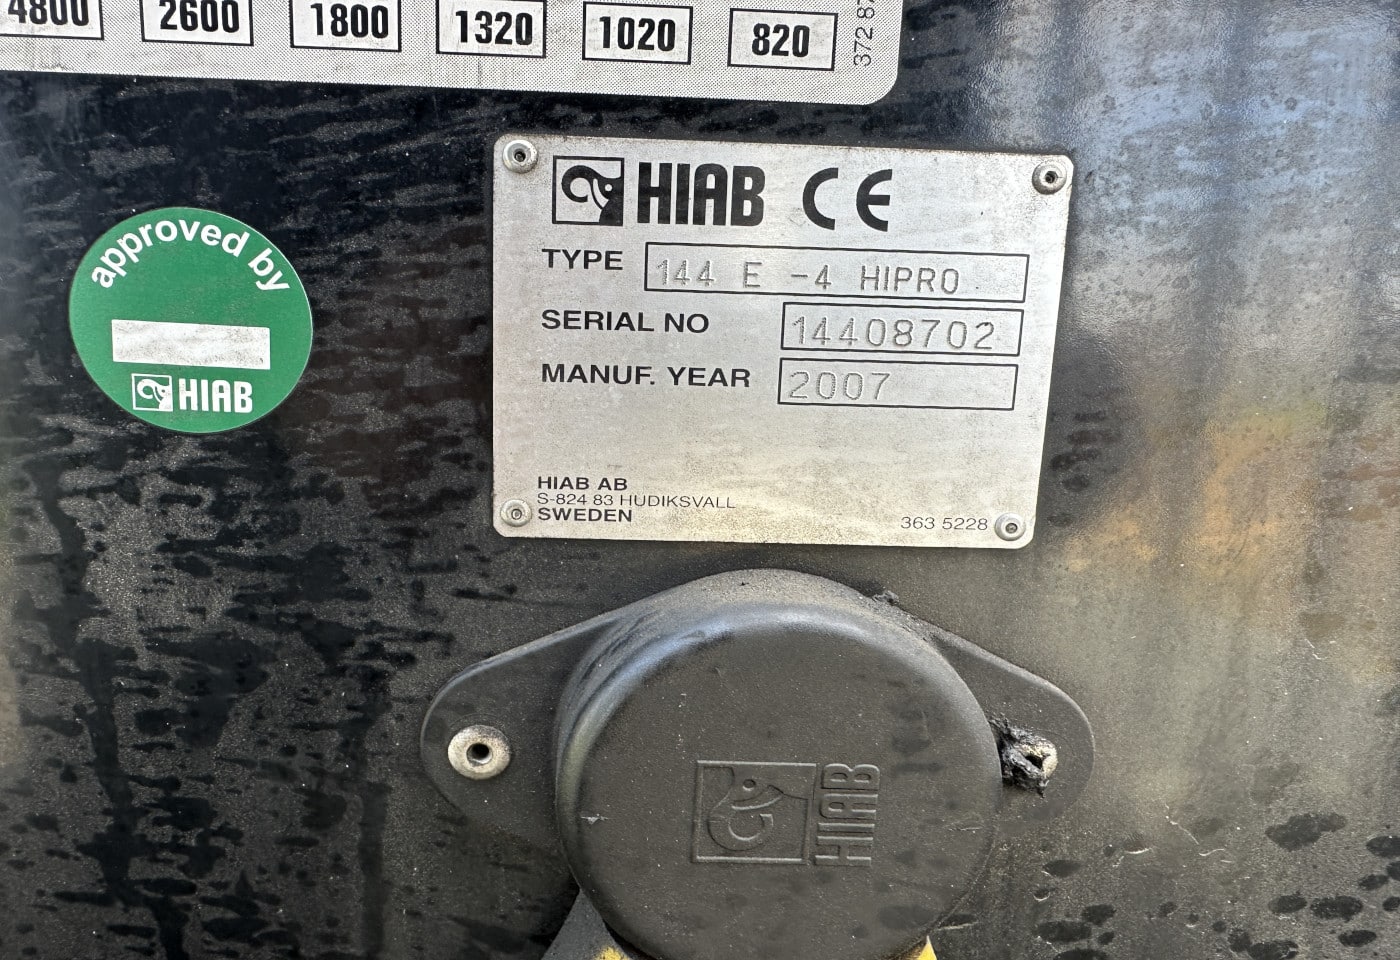 4800 2600 1800 1320 1020 820
372 87
HIAB CE
TYPE 144 E -4 HIPRO
SERIAL NO 14408702
MANUF. YEAR 2007
HIAB AB
S-824 83 HUDIKSVALL
SWEDEN
363 5228
approved by
HIAB
HIAB